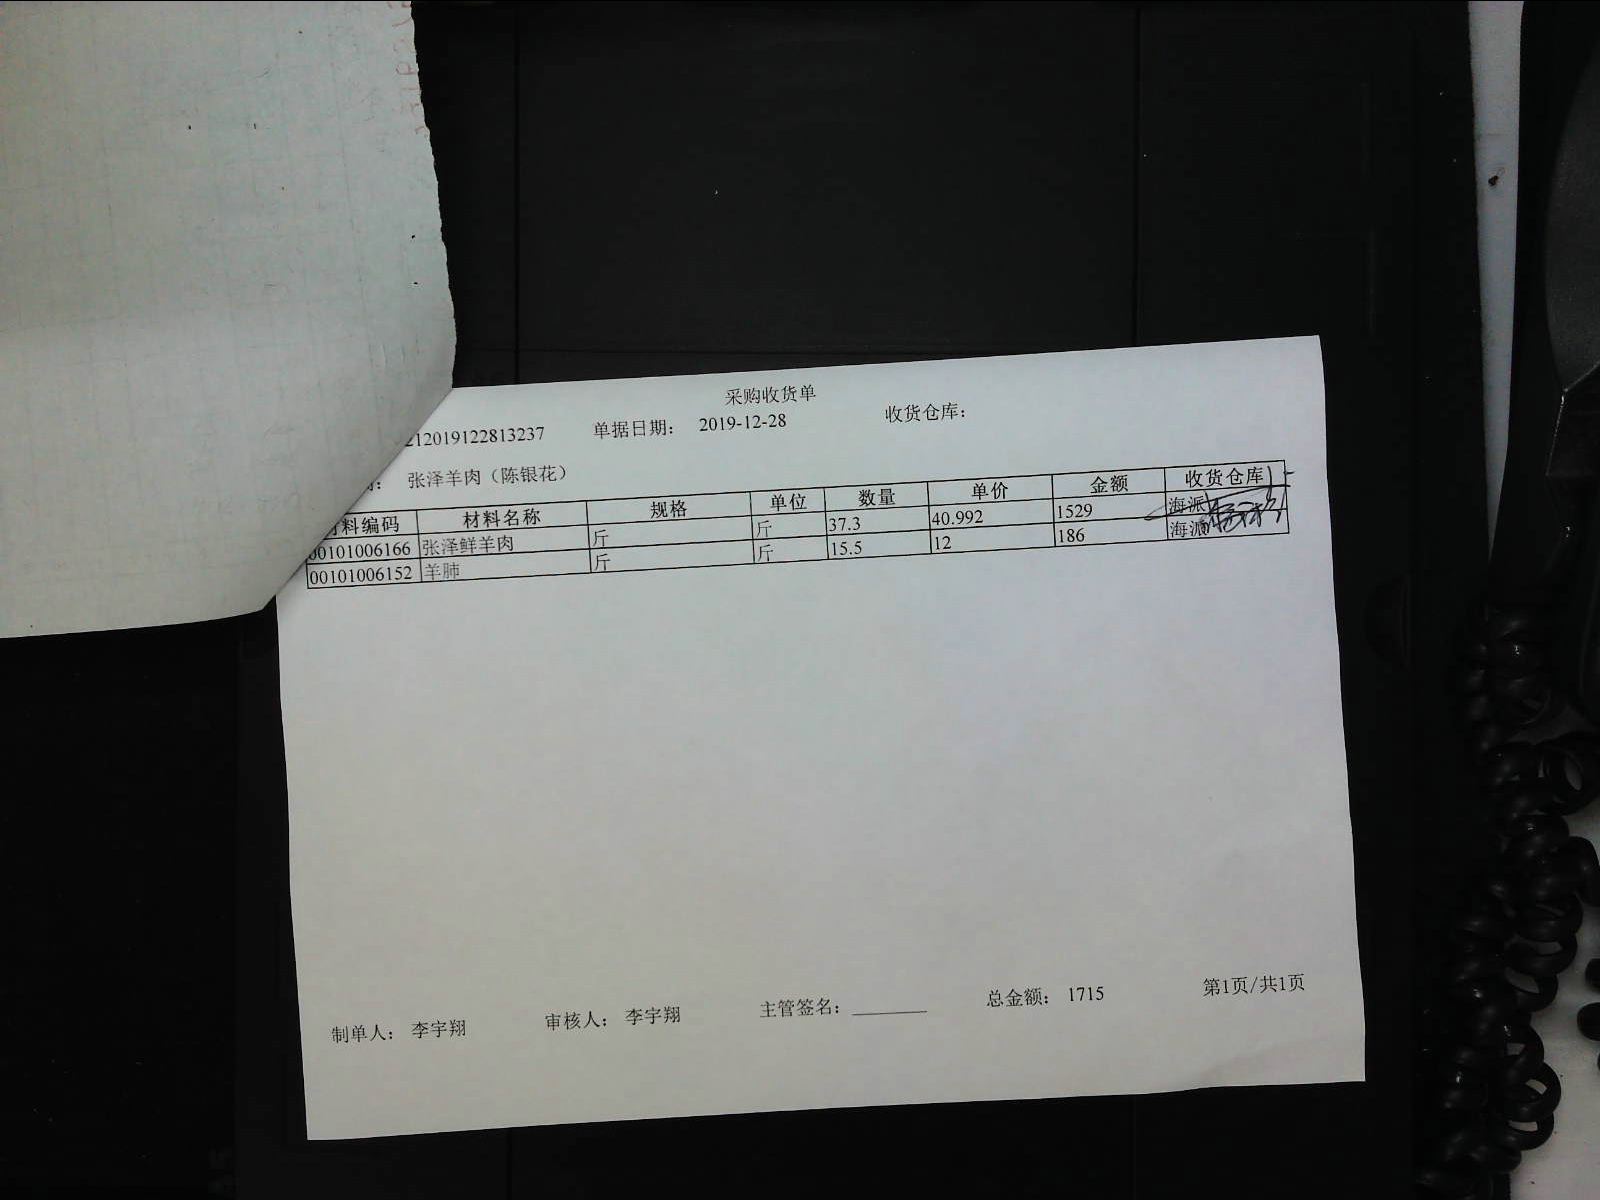 采购收货单
212019122813237 单据日期： 2019-12-28 收货仓库：
： 张泽羊肉（陈银花）
料编码 材料名称 规格 单位 数量 单价 金额 收货仓库
00101006166 张泽鲜羊肉 斤 斤 37.3 40.992 1529 海派
00101006152 羊肺 斤 斤 15.5 12 186 海派
制单人： 李宇翔 审核人： 李宇翔 主管签名： 总金额： 1715 第1页/共1页